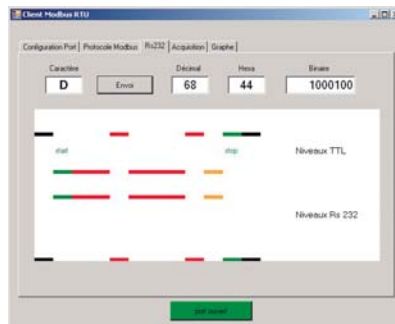 Client Modbus RTU
Configuration Port Protocole Modbus Rs232 Acquisition Graphe
Caractère Décimal Hexa Binaire
D Envoi 68 44 1000100
start stop Niveaux TTL
Niveaux Rs 232
port ouvert